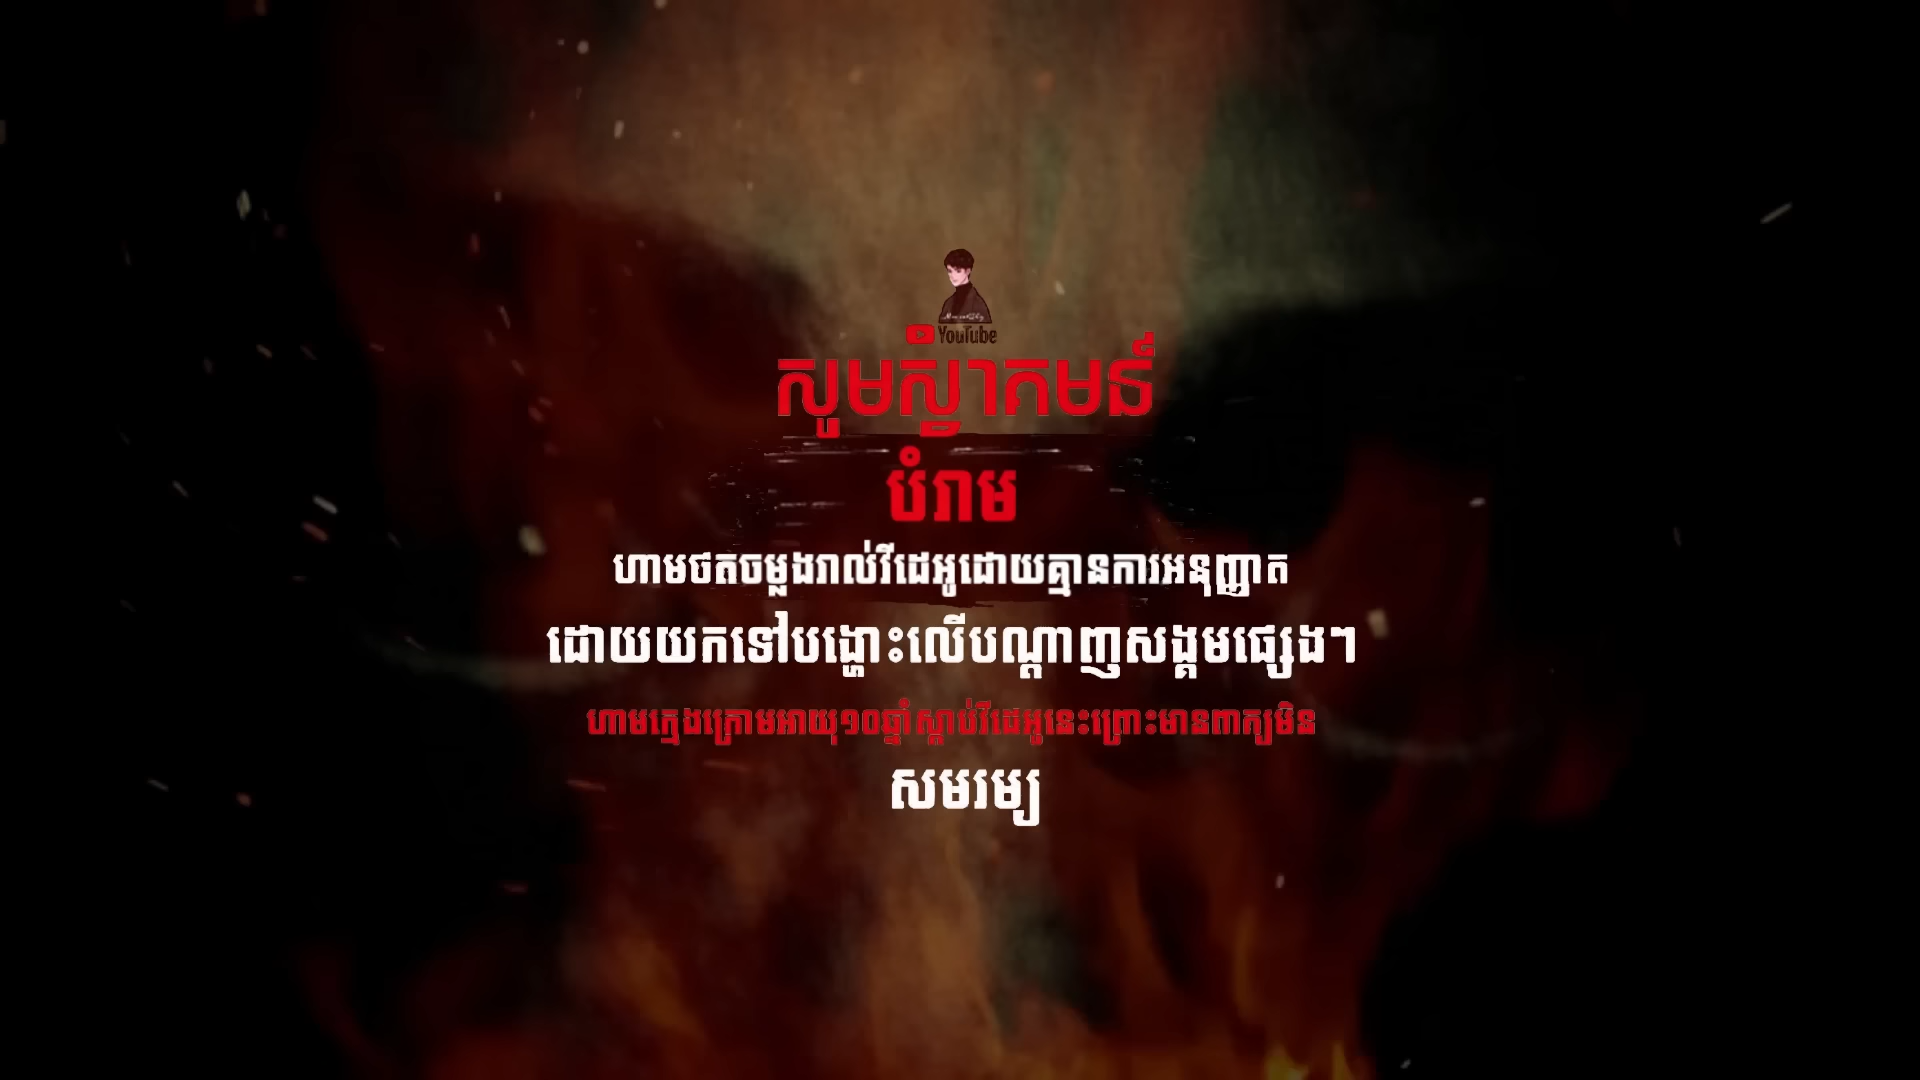 YouTube
សូមស្វំាគមន៍
បំរាម
ហាមថតចម្លងរាល់វីដេអូដោយគ្មានការអនុញ្ញាត
ដោយយកទៅបង្ហោះលើបណ្ដាញសង្គមផ្សេងៗ
ហាមក្មេងក្រោមអាយុ១០ឆ្នាំស្ដាប់វីដេអូនេះព្រោះមានពាក្យមិន
សមរម្យ